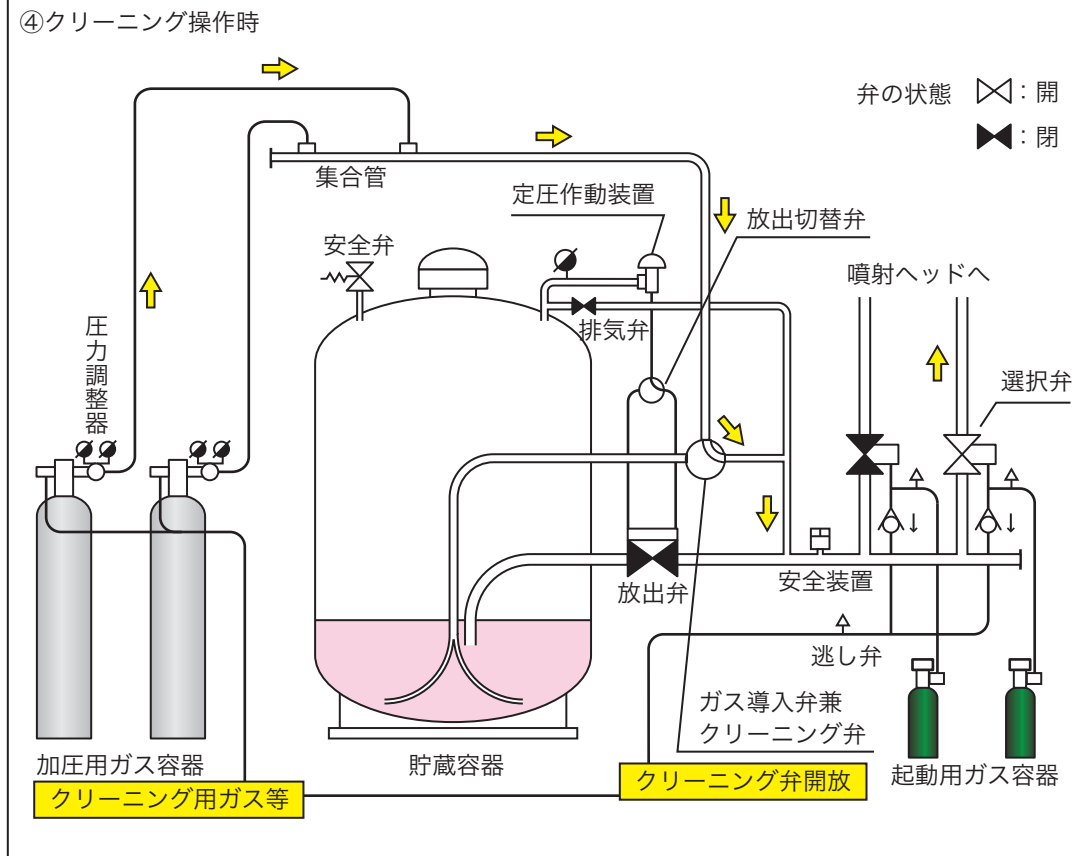 ④クリーニング操作時
弁の状態
：開
：閉
集合管
定圧作動装置
放出切替弁
安全弁
噴射ヘッドへ
圧力調整器
排気弁
選択弁
放出弁
安全装置
逃し弁
ガス導入弁兼
クリーニング弁
加圧用ガス容器
貯蔵容器
起動用ガス容器
クリーニング用ガス等
クリーニング弁開放